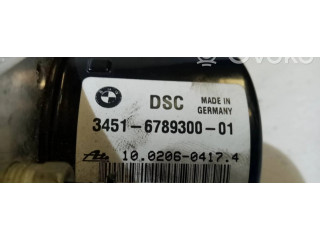 DSC
MADE IN
GERMANY
3451-6789300-01
10.0206-0417.4